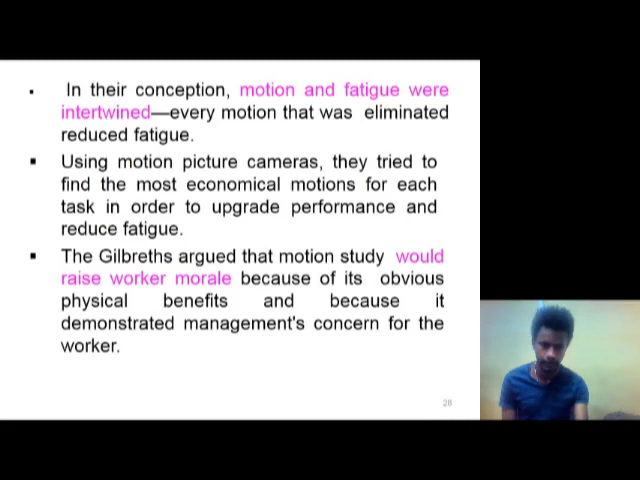 ▪ In their conception, motion and fatigue were
intertwined—every motion that was eliminated
reduced fatigue.
▪ Using motion picture cameras, they tried to
find the most economical motions for each
task in order to upgrade performance and
reduce fatigue.
▪ The Gilbreths argued that motion study would
raise worker morale because of its obvious
physical benefits and because it
demonstrated management's concern for the
worker.
28